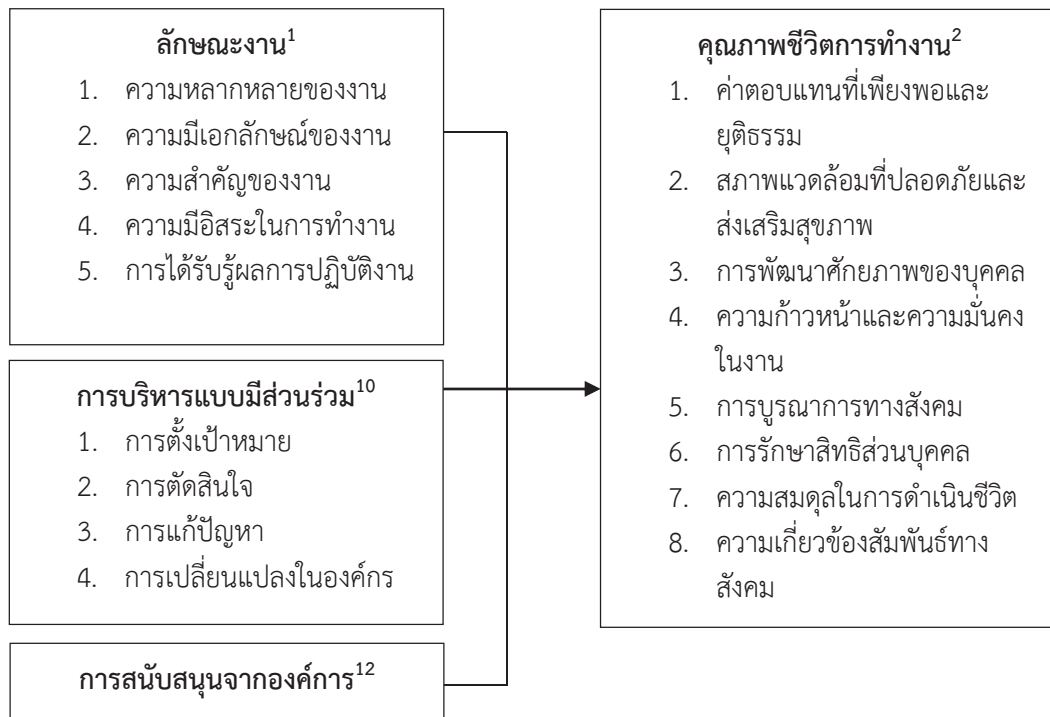 ลักษณะงาน1
1. ความหลากหลายของงาน
2. ความมีเอกลักษณ์ของงาน
3. ความสำคัญของงาน
4. ความมีอิสระในการทำงาน
5. การได้รับรู้ผลการปฏิบัติงาน
การบริหารแบบมีส่วนร่วม10
1. การตั้งเป้าหมาย
2. การตัดสินใจ
3. การแก้ปัญหา
4. การเปลี่ยนแปลงในองค์กร
การสนับสนุนจากองค์การ12
คุณภาพชีวิตการทำงาน2
1. ค่าตอบแทนที่เพียงพอและ
ยุติธรรม
2. สภาพแวดล้อมที่ปลอดภัยและ
ส่งเสริมสุขภาพ
3. การพัฒนาศักยภาพของบุคคล
4. ความก้าวหน้าและความมั่นคง
ในงาน
5. การบูรณาการทางสังคม
6. การรักษาสิทธิส่วนบุคคล
7. ความสมดุลในการดำเนินชีวิต
8. ความเกี่ยวข้องสัมพันธ์ทาง
สังคม